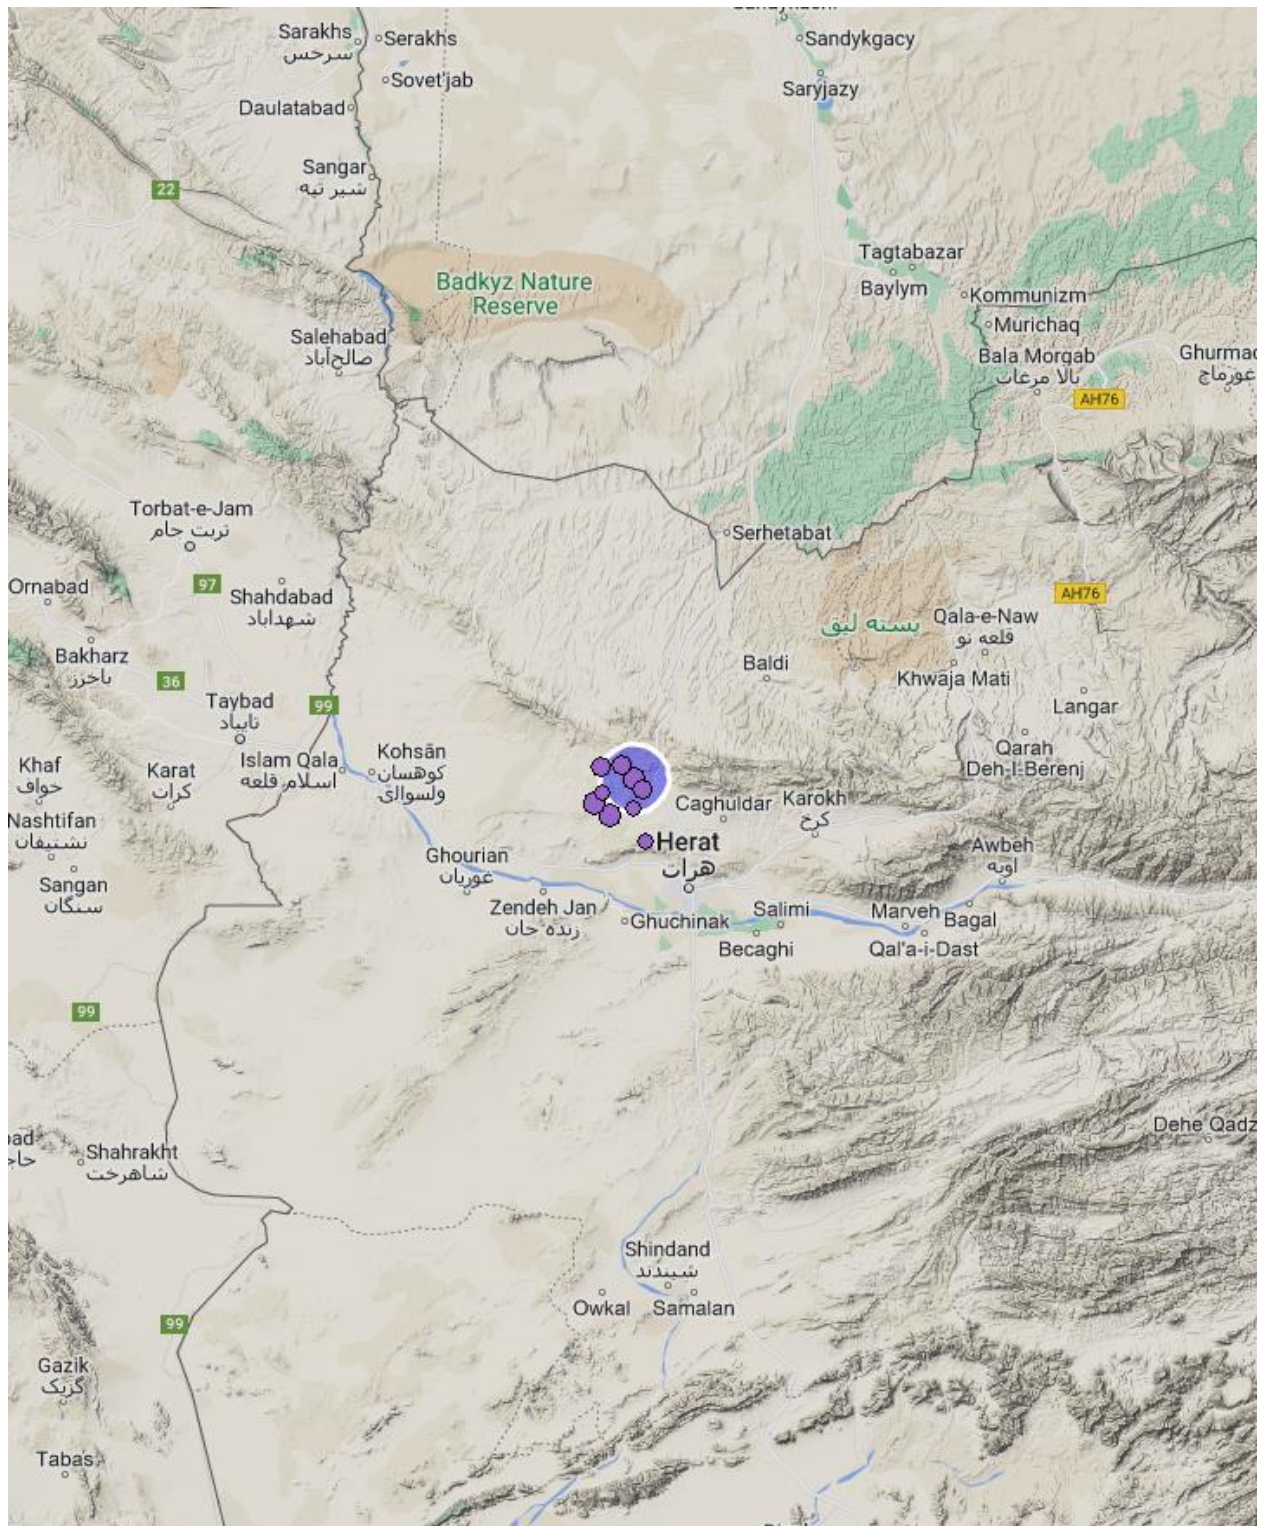 Sarakhs
سرخس
Serakhs
Sandykgacy
Sovet'jab
Saryjazy
Daulatabad
Sangar
شیر تپه
22
Tagtabazar
Baylym
Badkyz Nature
Reserve
Kommunizm
Murichaq
Salehabad
صالح‌آباد
Bala Morgab
بالا مرغاب
Ghurmac
غورماچ
AH76
Torbat-e-Jam
تربت جام
Serhetabat
Ornabad
97
Shahdabad
شهداباد
AH76
Qala-e-Naw
قلعه نو
پسته لیق
Bakharz
باخرز
36
Baldi
Khwaja Mati
Langar
Taybad
تایباد
99
Khaf
خواف
Karat
کرات
Islam Qala
اسلام قلعه
Kohsān
کوهسان
ولسوالۍ
Qarah
Deh-I-Berenj
Caghuldar
Karokh
کرخ
Nashtifan
نشتیفان
Herat
هرات
Awbeh
اوبه
Ghourian
غوریان
Sangan
سنگان
Zendeh Jan
زنده جان
Ghuchinak
Salimi
Marveh
Bagal
Becaghi
Qal'a-i-Dast
99
Dehe Qadz
Shahrakht
شاهرخت
Shindand
شیندند
Owkal
Samalan
99
Gazik
گزیک
Tabas